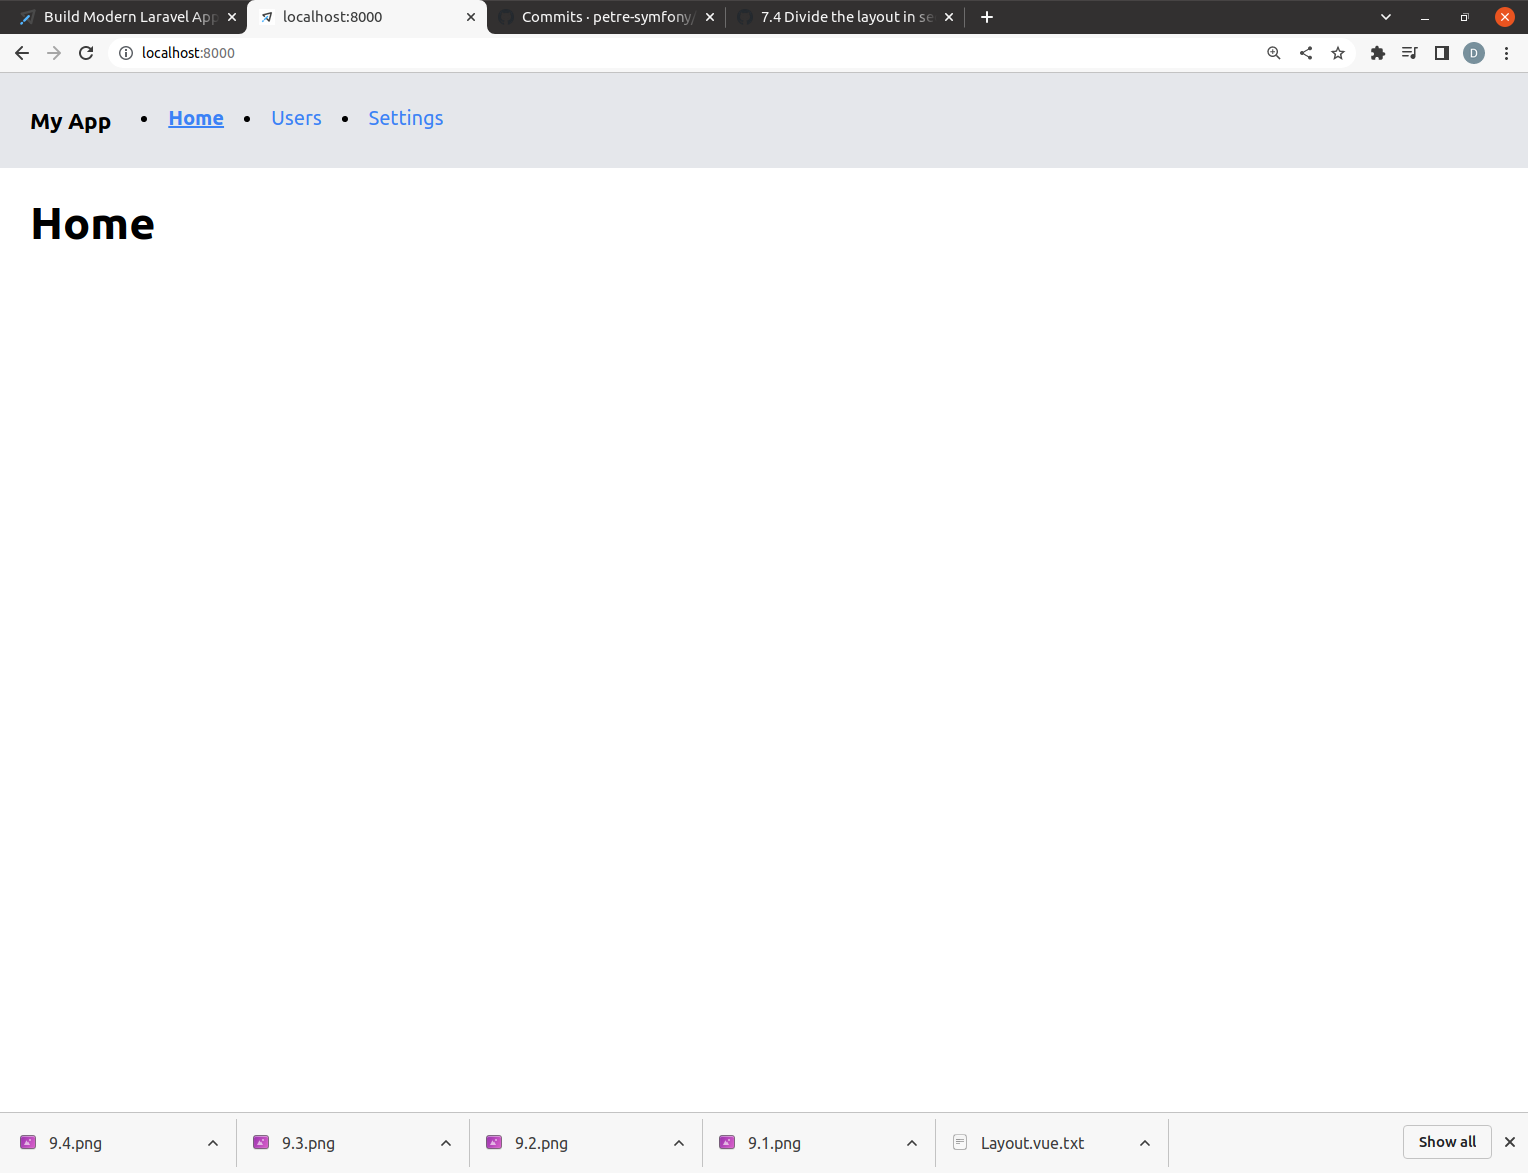 Build Modern Laravel App
localhost:8000
Commits · petre-symfony/
7.4 Divide the layout in se
localhost:8000
D
My App
• Home • Users • Settings
Home
9.4.png
9.3.png
9.2.png
9.1.png
Layout.vue.txt
Show all